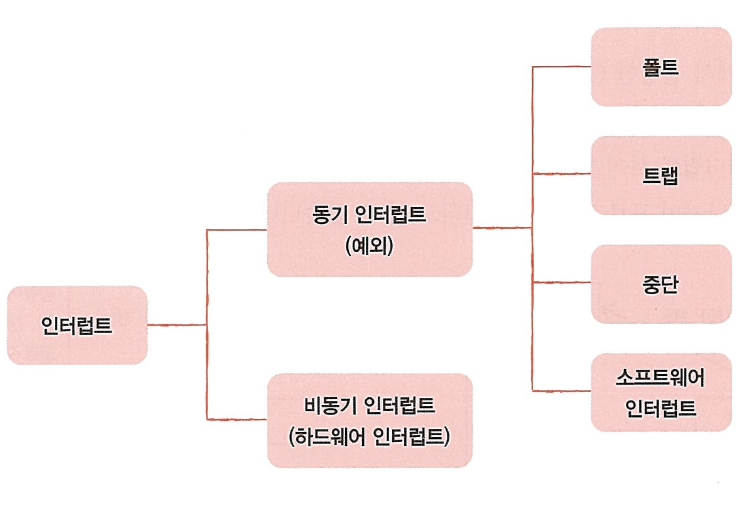 폴트
트랩
동기 인터럽트
(예외)
중단
인터럽트
소프트웨어
인터럽트
비동기 인터럽트
(하드웨어 인터럽트)